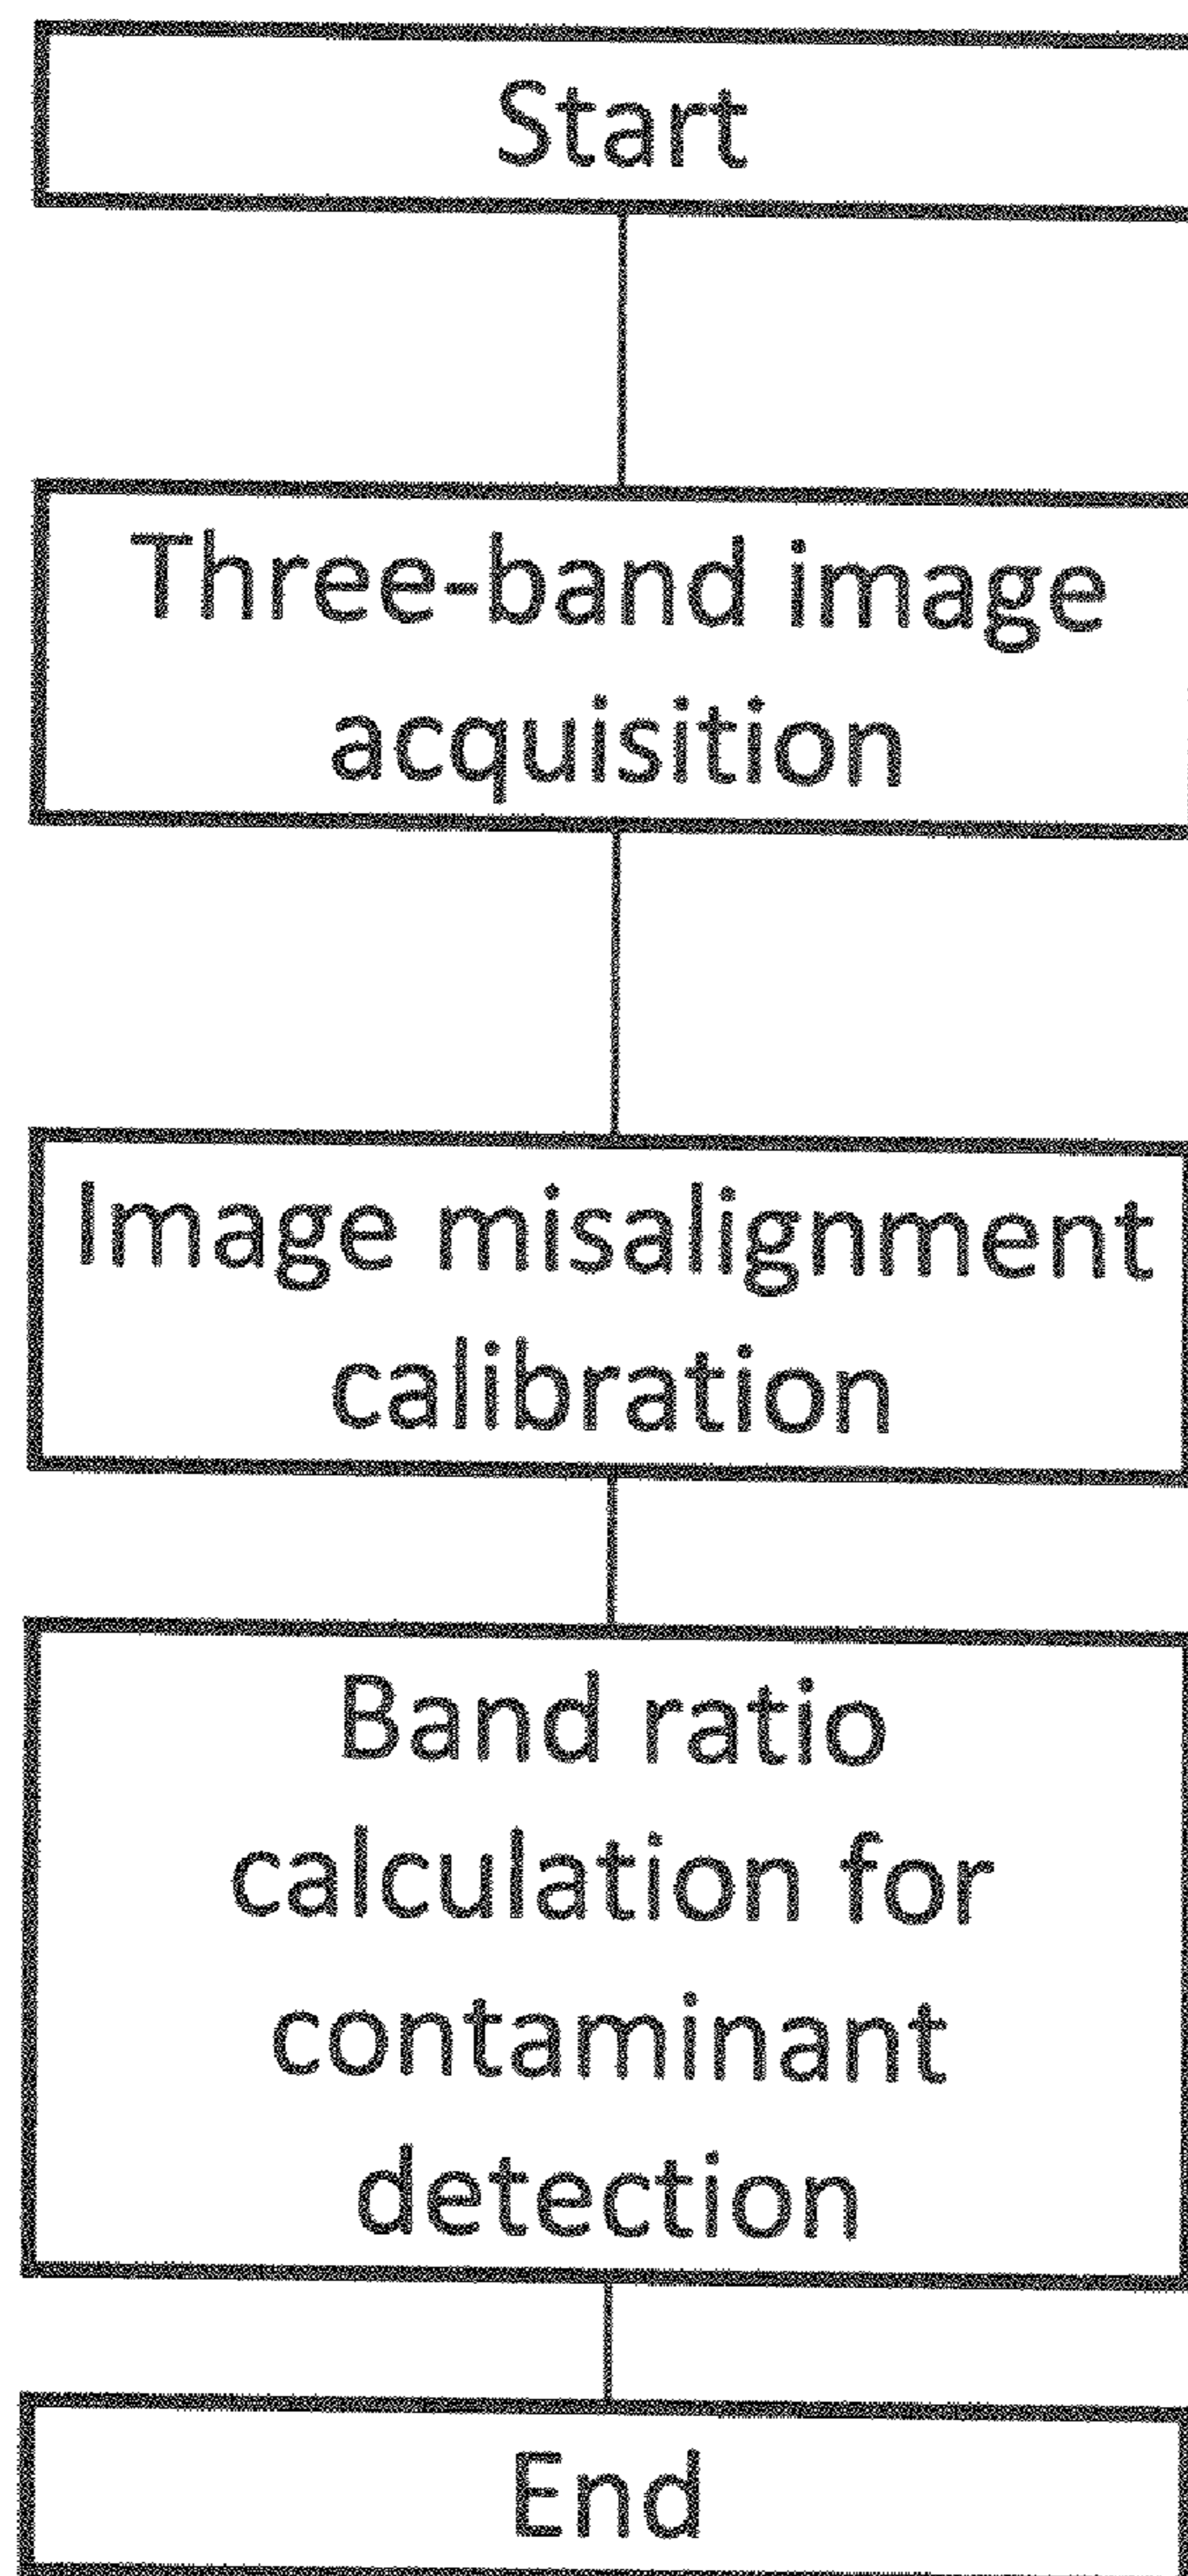 Start
Three-band image
acquisition
Image misalignment
calibration
Band ratio
calculation for
contaminant
detection
End